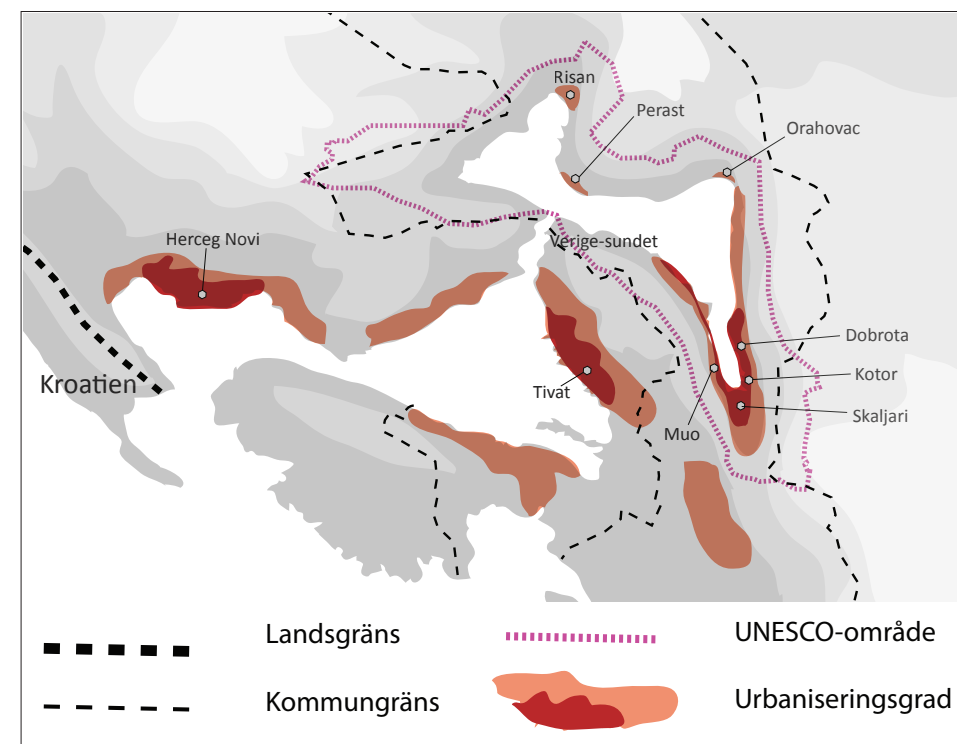 Risan
Perast
Orahovac
Herceg Novi
Verige-sundet
Dobrota
Kroatien
Tivat
Kotor
Muo
Skaljari
Landsgräns
UNESCO-område
Kommungräns
Urbaniseringsgrad